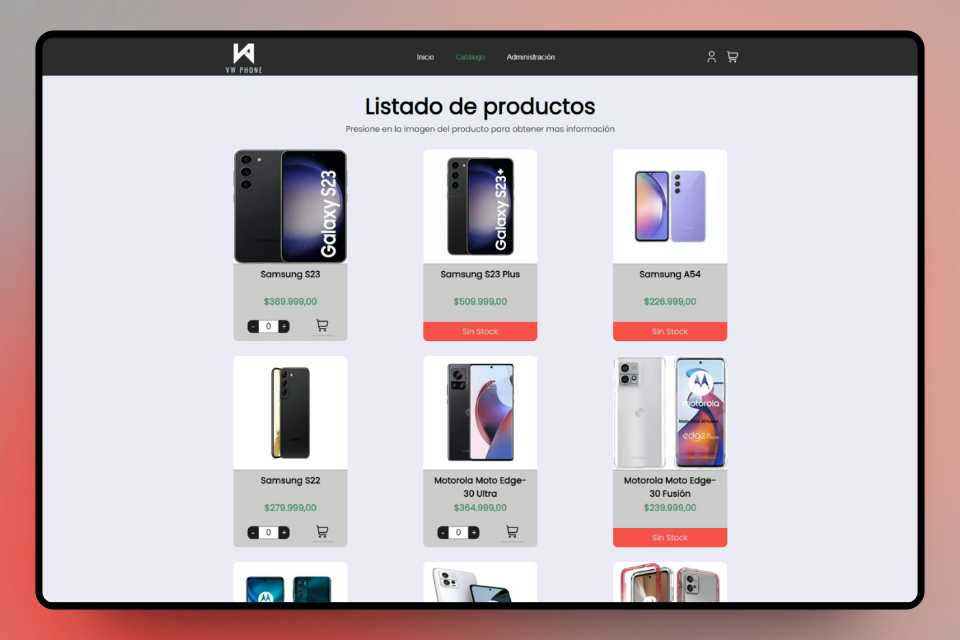 VW PHONE
Inicio
Catálogo
Administración
Listado de productos
Presione en la imagen del producto para obtener mas información
Galaxy S23
Galaxy S23+
Samsung S23
$369.999,00
- 0 +
Samsung S23 Plus
$509.999,00
Sin Stock
Samsung A54
$226.999,00
Sin Stock
motorola
edge
Samsung S22
$279.999,00
- 0 +
Motorola Moto Edge-
30 Ultra
$364.999,00
- 0 +
Motorola Moto Edge-
30 Fusión
$239.999,00
Sin Stock